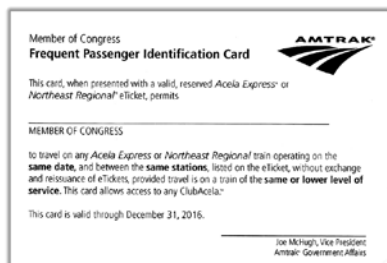 Member of Congress
Frequent Passenger Identification Card
AMTRAK
This card, when presented with a valid, reserved Acela Express® or
Northeast Regional® eTicket, permits
MEMBER OF CONGRESS
to travel on any Acela Express or Northeast Regional train operating on the
same date, and between the same stations, listed on the eTicket, without exchange
and reissuance of eTickets, provided travel is on a train of the same or lower level of
service. This card allows access to any ClubAcela.℠
This card is valid through December 31, 2016.
Joe McHugh, Vice President
Amtrak® Government Affairs